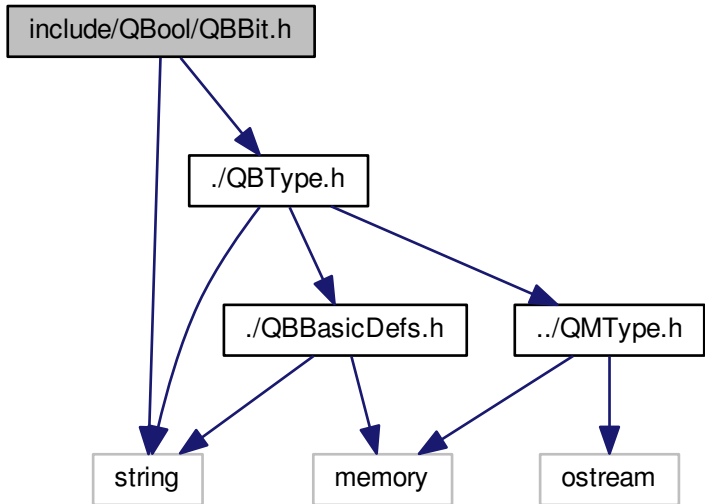 include/QBool/QBBit.h
./QBType.h
./QBBasicDefs.h
../QMType.h
string
memory
ostream